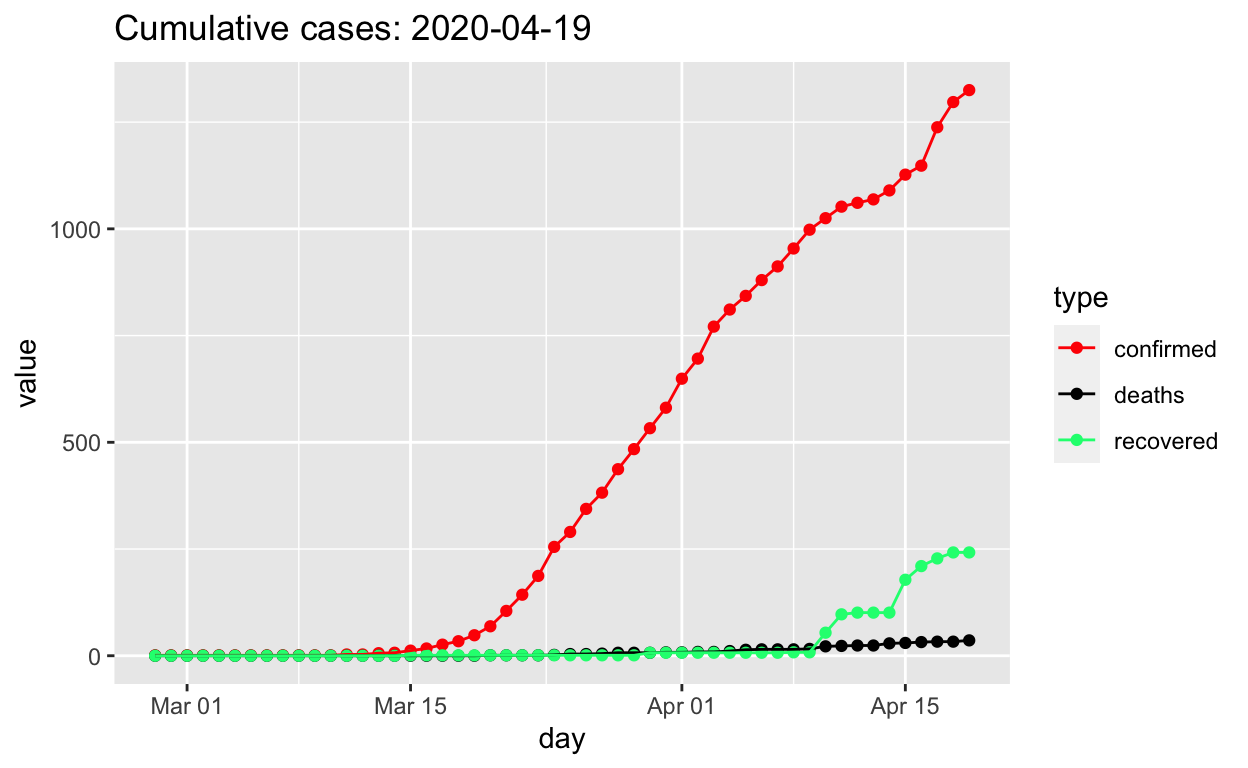 Cumulative cases: 2020-04-19
value
1000
500
0
Mar 01 Mar 15 Apr 01 Apr 15
day
type
confirmed
deaths
recovered